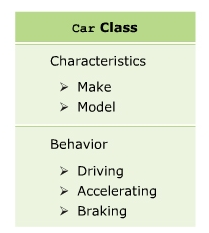 Car Class
Characteristics
➢ Make
➢ Model
Behavior
➢ Driving
➢ Accelerating
➢ Braking